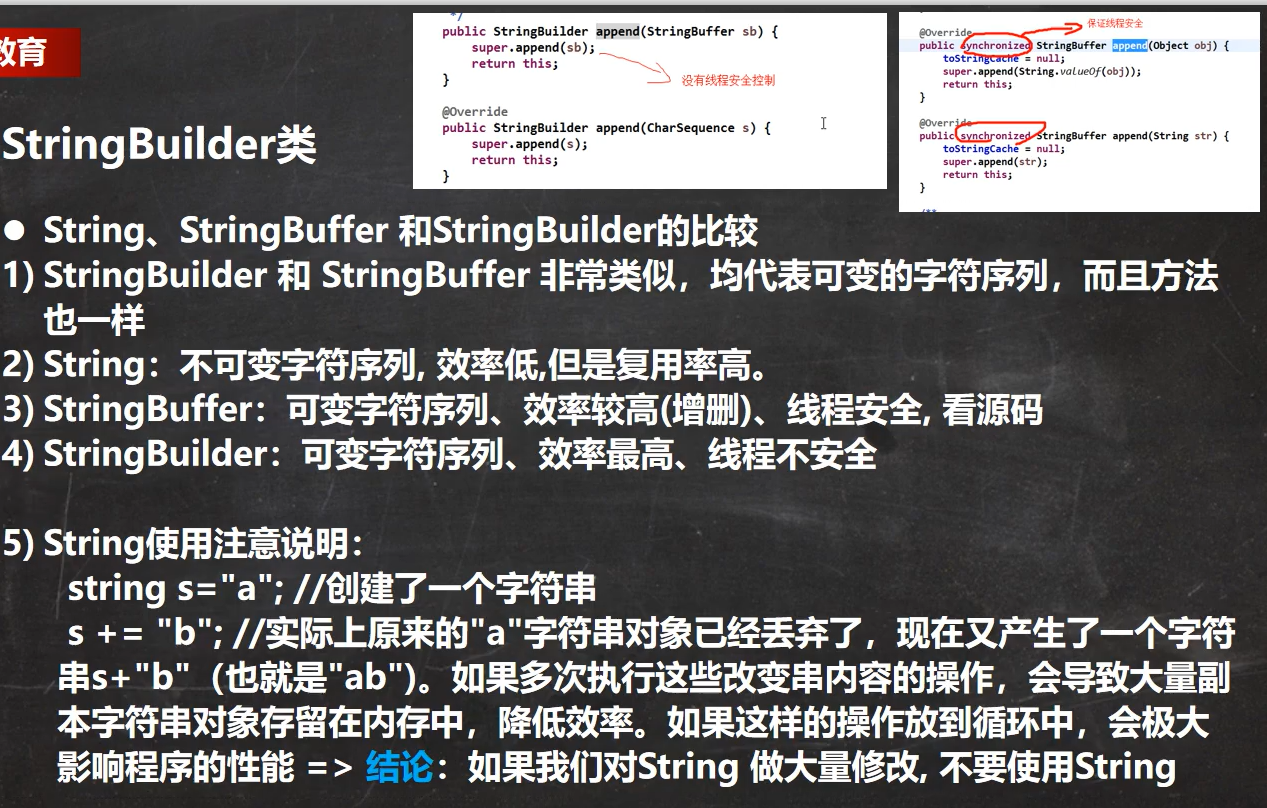 教育
*/
public StringBuilder append(StringBuffer sb) {
super.append(sb);
return this;
}
没有线程安全控制
@Override
public StringBuilder append(CharSequence s) {
super.append(s);
return this;
}
保证线程安全
@Override
public synchronized StringBuffer append(Object obj) {
toStringCache = null;
super.append(String.valueOf(obj));
return this;
}
@Override
public synchronized StringBuffer append(String str) {
toStringCache = null;
super.append(str);
return this;
}
/**
StringBuilder类
● String、StringBuffer 和StringBuilder的比较
1) StringBuilder 和 StringBuffer 非常类似，均代表可变的字符序列，而且方法
也一样
2) String：不可变字符序列, 效率低,但是复用率高。
3) StringBuffer：可变字符序列、效率较高(增删)、线程安全, 看源码
4) StringBuilder：可变字符序列、效率最高、线程不安全
5) String使用注意说明：
string s="a"; //创建了一个字符串
s += "b"; //实际上原来的"a"字符串对象已经丢弃了，现在又产生了一个字符
串s+"b"（也就是"ab")。如果多次执行这些改变串内容的操作，会导致大量副
本字符串对象存留在内存中，降低效率。如果这样的操作放到循环中，会极大
影响程序的性能 => 结论：如果我们对String 做大量修改, 不要使用String